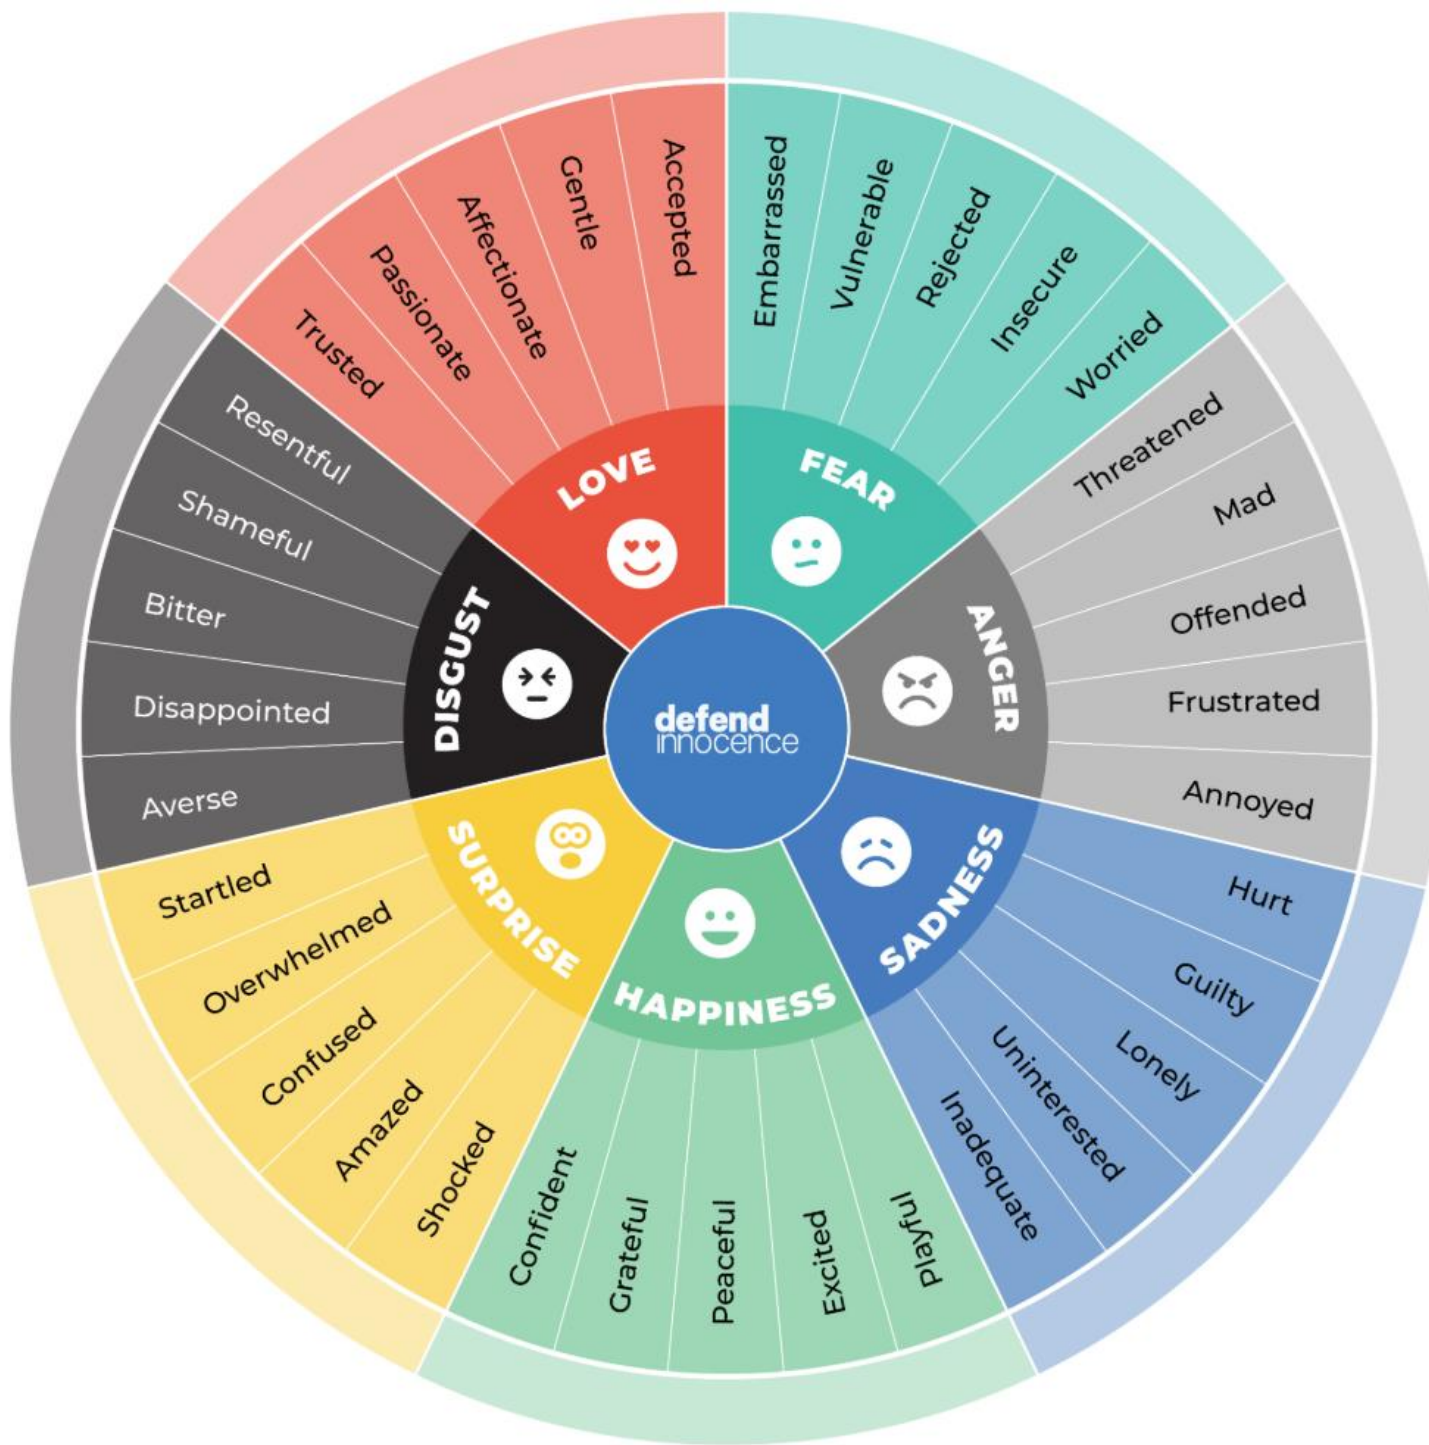 defend
innocence
LOVE
Trusted
Passionate
Affectionate
Gentle
Accepted
FEAR
Embarrassed
Vulnerable
Rejected
Insecure
Worried
ANGER
Threatened
Mad
Offended
Frustrated
Annoyed
SADNESS
Hurt
Guilty
Lonely
Uninterested
Inadequate
HAPPINESS
Playful
Excited
Peaceful
Grateful
Confident
SURPRISE
Shocked
Amazed
Confused
Overwhelmed
Startled
DISGUST
Averse
Disappointed
Bitter
Shameful
Resentful